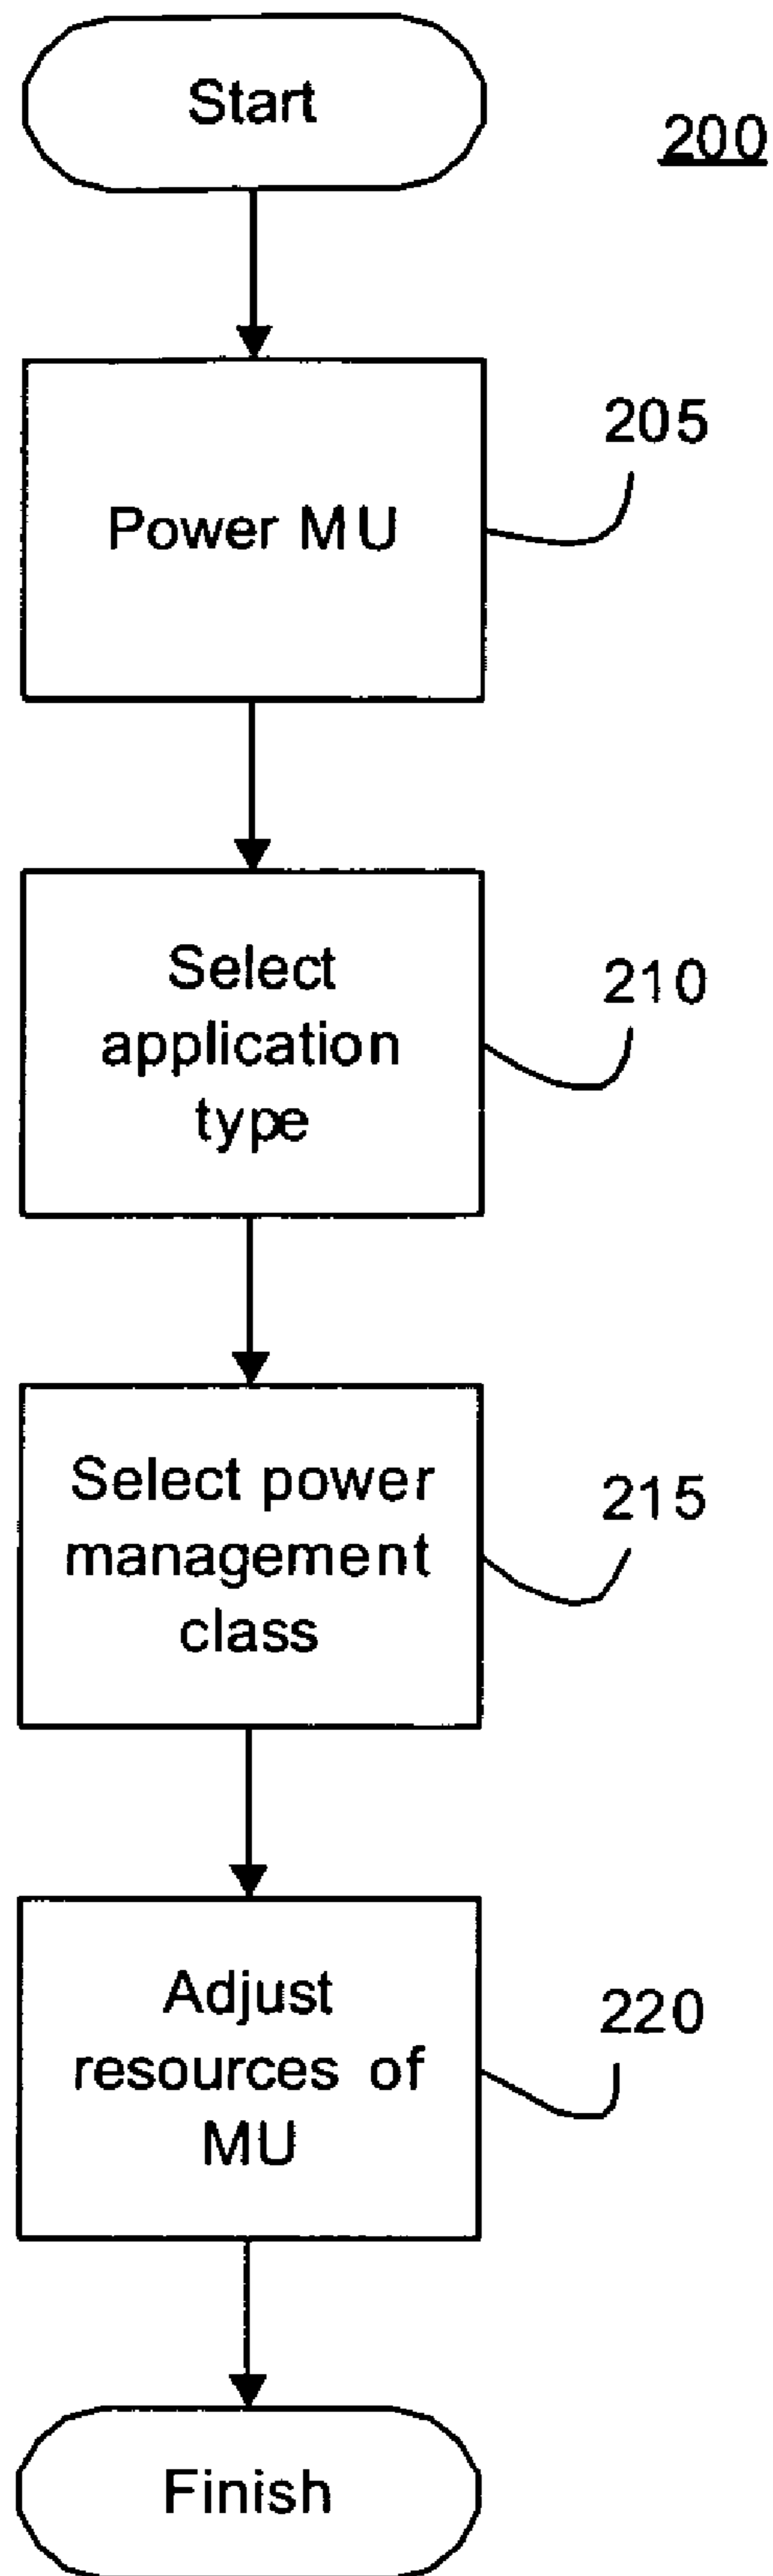 Start
200
Power MU
205
Select
application
type
210
Select power
management
class
215
Adjust
resources of
MU
220
Finish